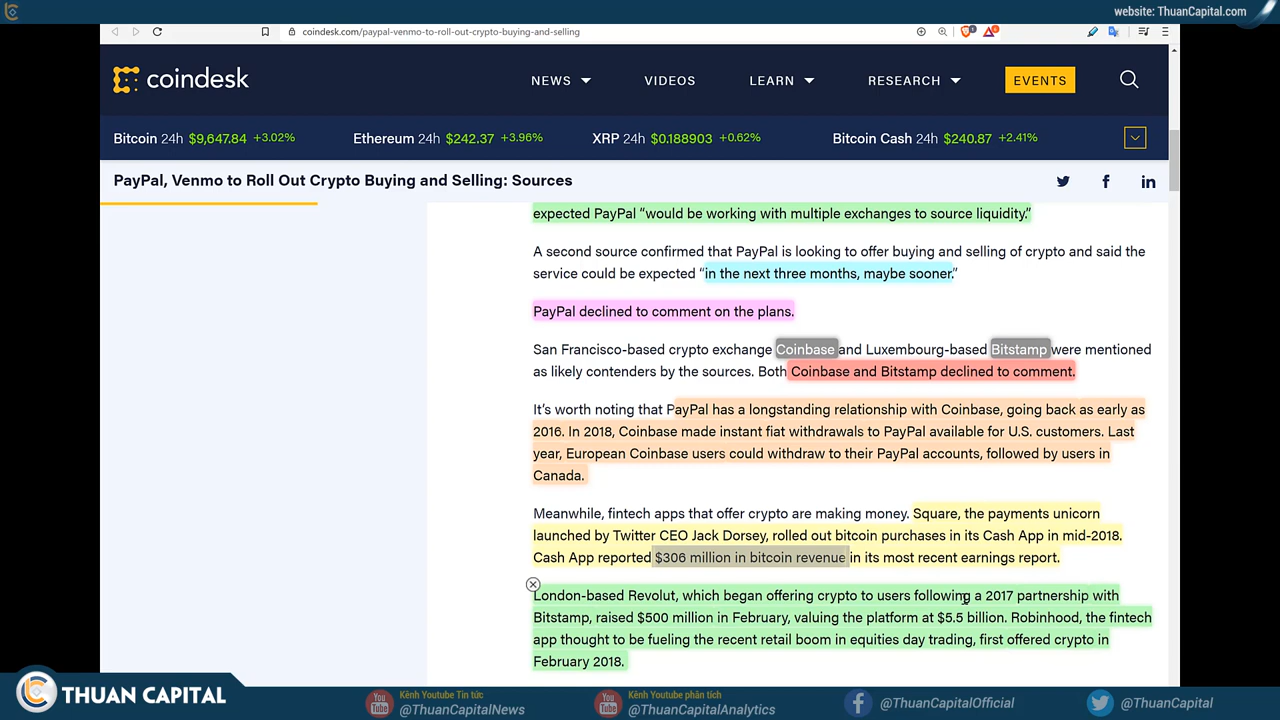 website: ThuanCapital.com
coindesk.com/paypal-venmo-to-roll-out-crypto-buying-and-selling
coindesk
NEWS
VIDEOS
LEARN
RESEARCH
EVENTS
Bitcoin 24h $9,647.84 +3.02%
Ethereum 24h $242.37 +3.96%
XRP 24h $0.188903 +0.62%
Bitcoin Cash 24h $240.87 +2.41%
PayPal, Venmo to Roll Out Crypto Buying and Selling: Sources
expected PayPal “would be working with multiple exchanges to source liquidity.”
A second source confirmed that PayPal is looking to offer buying and selling of crypto and said the
service could be expected “in the next three months, maybe sooner.”
PayPal declined to comment on the plans.
San Francisco-based crypto exchange Coinbase and Luxembourg-based Bitstamp were mentioned
as likely contenders by the sources. Both Coinbase and Bitstamp declined to comment.
It’s worth noting that PayPal has a longstanding relationship with Coinbase, going back as early as
2016. In 2018, Coinbase made instant fiat withdrawals to PayPal available for U.S. customers. Last
year, European Coinbase users could withdraw to their PayPal accounts, followed by users in
Canada.
Meanwhile, fintech apps that offer crypto are making money. Square, the payments unicorn
launched by Twitter CEO Jack Dorsey, rolled out bitcoin purchases in its Cash App in mid-2018.
Cash App reported $306 million in bitcoin revenue in its most recent earnings report.
London-based Revolut, which began offering crypto to users following a 2017 partnership with
Bitstamp, raised $500 million in February, valuing the platform at $5.5 billion. Robinhood, the fintech
app thought to be fueling the recent retail boom in equities day trading, first offered crypto in
February 2018.
THUAN CAPITAL
You Tube
Kênh Youtube Tin tức
@ThuanCapitalNews
You Tube
Kênh Youtube phân tích
@ThuanCapitalAnalytics
@ThuanCapitalOfficial
@ThuanCapital